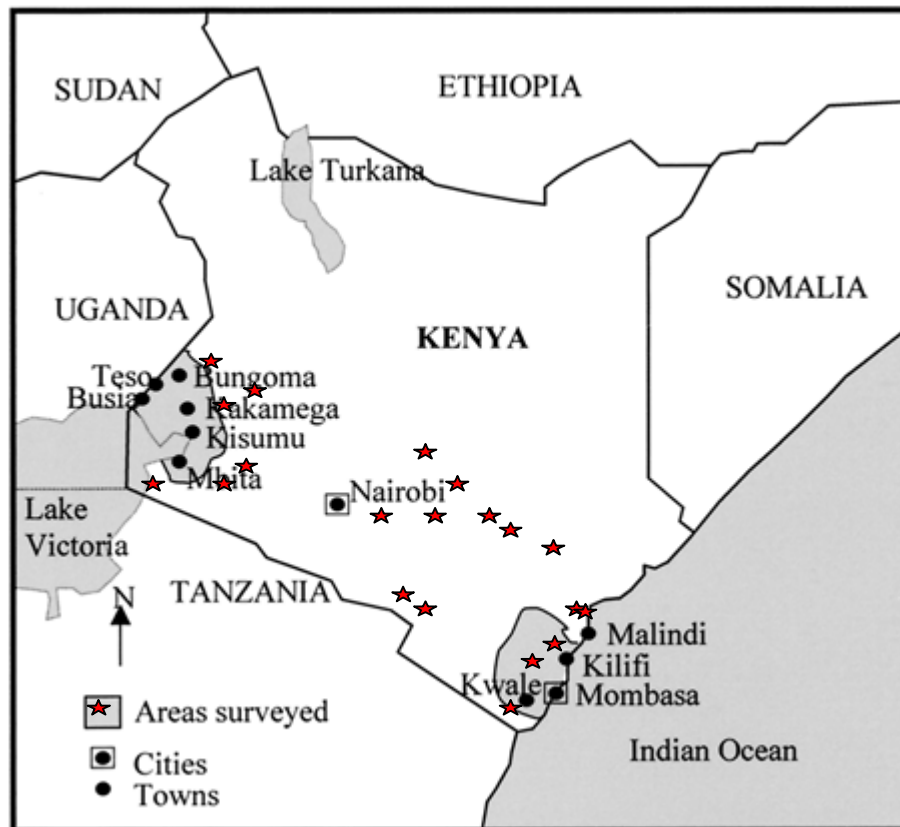 SUDAN
ETHIOPIA
Lake Turkana
UGANDA
SOMALIA
KENYA
Teso
Bungoma
Busia
Kakamega
Kisumu
Mbita
Nairobi
Lake
Victoria
N
TANZANIA
Malindi
Kilifi
Kwale
Mombasa
Areas surveyed
Indian Ocean
Cities
Towns